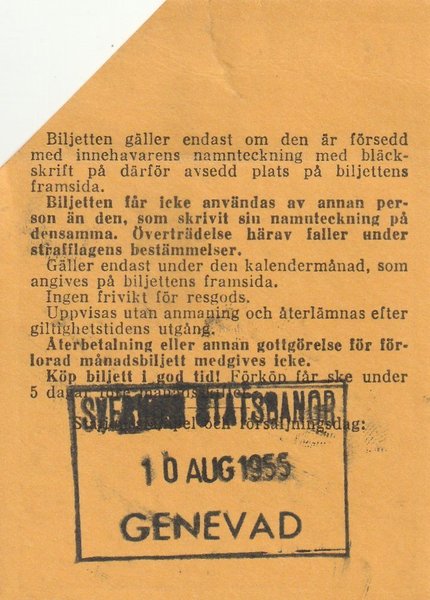 Biljetten gäller endast om den är försedd
med innehavarens namnteckning med bläck-
skrift på därför avsedd plats på biljettens
framsida.
Biljetten får icke användas av annan per-
son än den, som skrivit sin namnteckning på
densamma. Överträdelse härav faller under
strafflagens bestämmelser.
Gäller endast under den kalendermånad, som
angives på biljettens framsida.
Ingen frivikt för resgods.
Uppvisas utan anmaning och återlämnas efter
giltighetstidens utgång.
Återbetalning eller annan gottgörelse för för-
lorad månadsbiljett medgives icke.
Köp biljett i god tid! Förköp får ske under
5 dagar
och försäljningsdag:
STATSBANOR
10 AUG 1955
GENEVAD